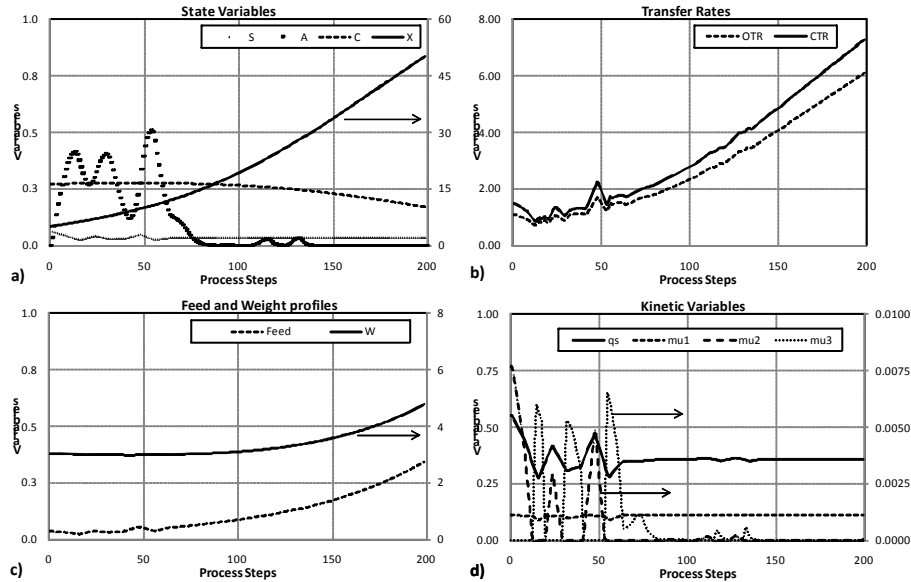 State Variables
1.0
0.8
0.5
0.3
0.0
60
45
30
15
0
S A C X
Variables
0 50 100 150 200
Process Steps
a)
Transfer Rates
8.00
6.00
4.00
2.00
0.00
OTR CTR
0 50 100 150 200
Process Steps
b)
Feed and Weight profiles
1.0
0.8
0.5
0.3
0.0
8
6
4
2
0
Feed W
Variables
0 50 100 150 200
Process Steps
c)
Kinetic Variables
1.00
0.75
0.50
0.25
0.00
0.0100
0.0075
0.0050
0.0025
0.0000
qs mu1 mu2 mu3
Variables
0 50 100 150 200
Process Steps
d)